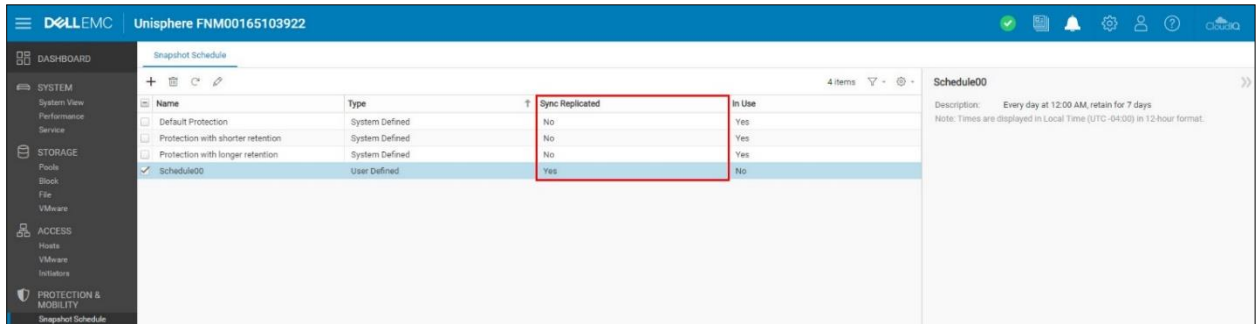 DELLEMC Unisphere FNM00165103922 CloudIQ
DASHBOARD
SYSTEM
System View
Performance
Service
STORAGE
Pools
Block
File
VMware
ACCESS
Hosts
VMware
Initiators
PROTECTION &
MOBILITY
Snapshot Schedule
Snapshot Schedule
4 items
Name Type Sync Replicated In Use
Default Protection System Defined No Yes
Protection with shorter retention System Defined No Yes
Protection with longer retention System Defined No Yes
Schedule00 User Defined Yes No
Schedule00
Description: Every day at 12:00 AM, retain for 7 days
Note: Times are displayed in Local Time (UTC -04:00) in 12-hour format.